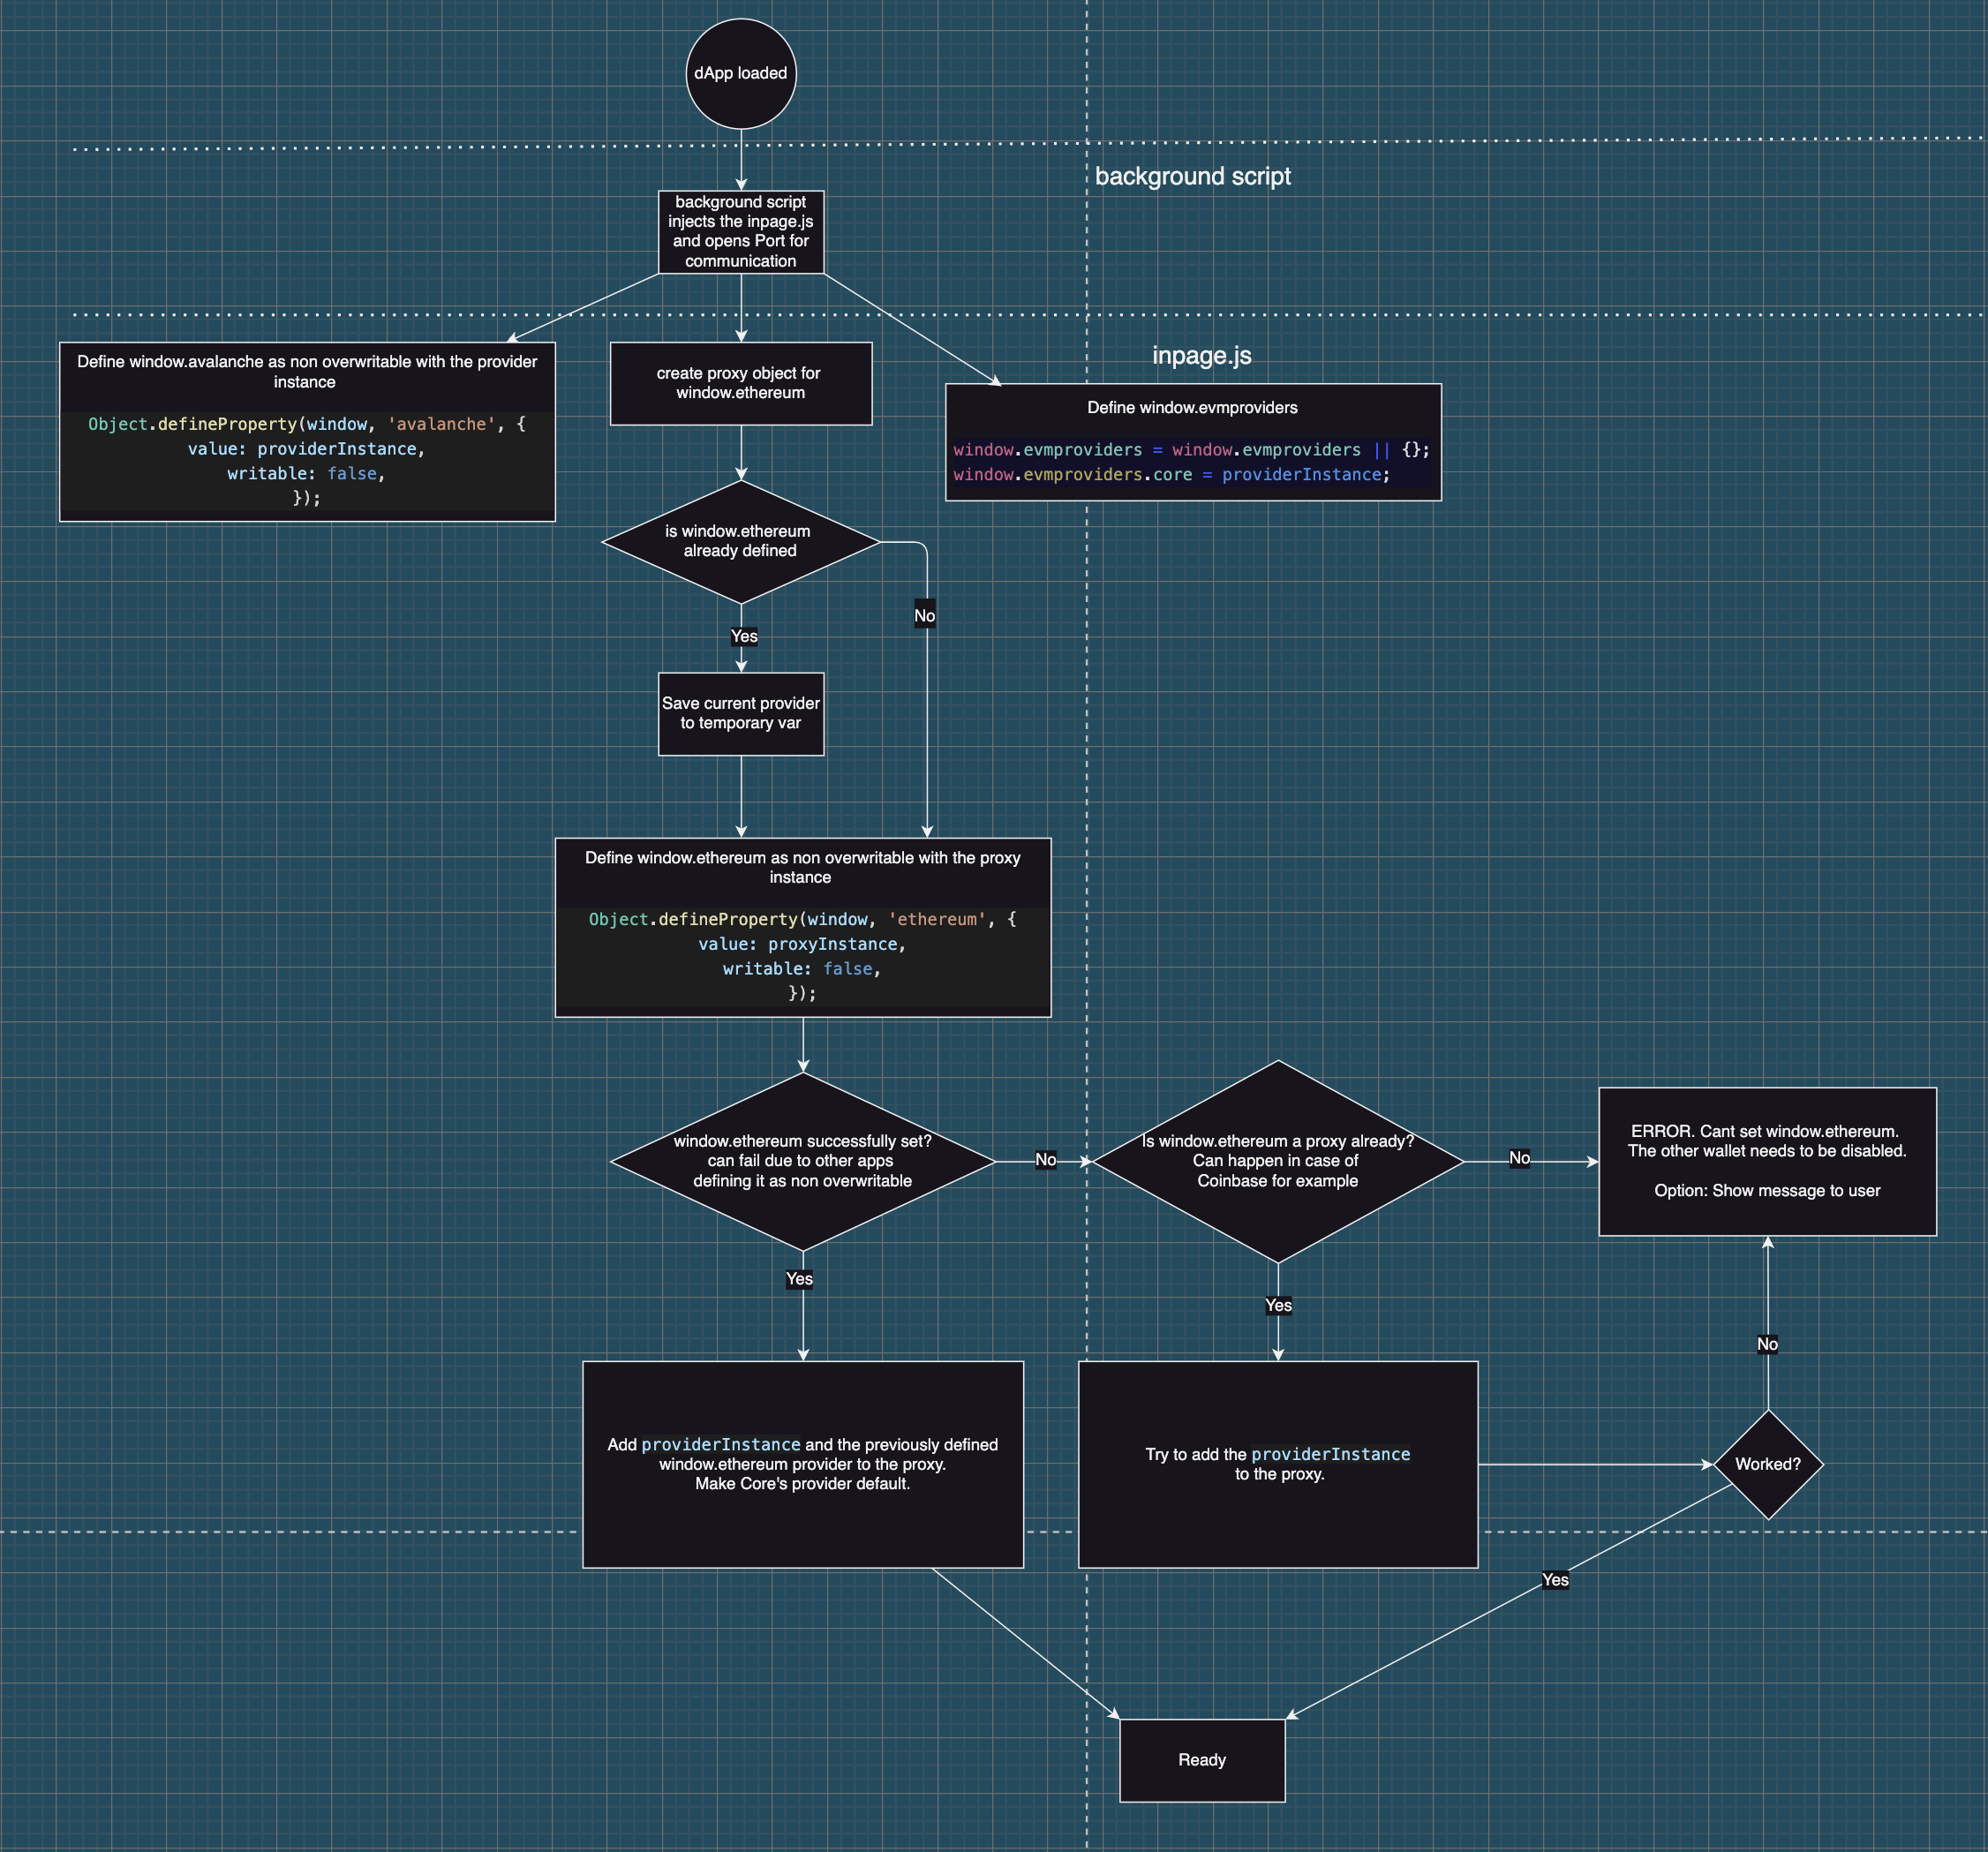 dApp loaded
background script
background script
injects the inpage.js
and opens Port for
communication
inpage.js
Define window.avalanche as non overwritable with the provider
instance
Object.defineProperty(window, 'avalanche', {
value: providerInstance,
writable: false,
});
create proxy object for
window.ethereum
Define window.evmproviders
window.evmproviders = window.evmproviders || {};
window.evmproviders.core = providerInstance;
is window.ethereum
already defined
No
Yes
Save current provider
to temporary var
Define window.ethereum as non overwritable with the proxy
instance
Object.defineProperty(window, 'ethereum', {
value: proxyInstance,
writable: false,
});
window.ethereum successfully set?
can fail due to other apps
defining it as non overwritable
No
Is window.ethereum a proxy already?
Can happen in case of
Coinbase for example
No
ERROR. Cant set window.ethereum.
The other wallet needs to be disabled.
Option: Show message to user
Yes
Yes
No
Add providerInstance and the previously defined
window.ethereum provider to the proxy.
Make Core's provider default.
Try to add the providerInstance
to the proxy.
Worked?
Yes
Ready